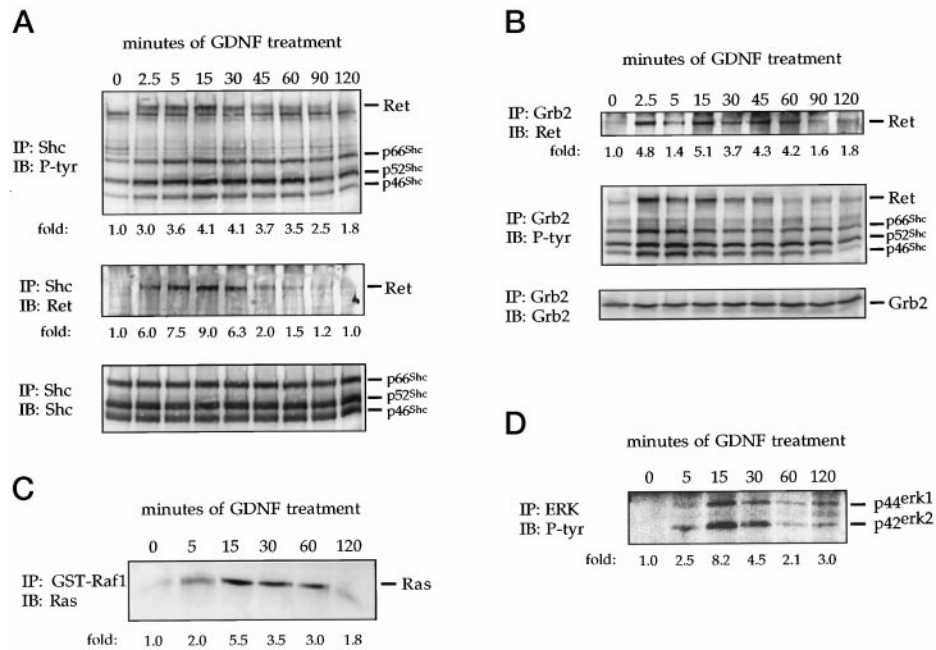 A
minutes of GDNF treatment
0 2.5 5 15 30 45 60 90 120
Ret
IP: Shc
IB: P-tyr
p66Shc
p52Shc
p46Shc
fold: 1.0 3.0 3.6 4.1 4.1 3.7 3.5 2.5 1.8
IP: Shc
IB: Ret
Ret
fold: 1.0 6.0 7.5 9.0 6.3 2.0 1.5 1.2 1.0
IP: Shc
IB: Shc
p66Shc
p52Shc
p46Shc
B
minutes of GDNF treatment
0 2.5 5 15 30 45 60 90 120
IP: Grb2
IB: Ret
Ret
fold: 1.0 4.8 1.4 5.1 3.7 4.3 4.2 1.6 1.8
Ret
IP: Grb2
IB: P-tyr
p66Shc
p52Shc
p46Shc
IP: Grb2
IB: Grb2
Grb2
C
minutes of GDNF treatment
0 5 15 30 60 120
IP: GST-Raf1
IB: Ras
Ras
fold: 1.0 2.0 5.5 3.5 3.0 1.8
D
minutes of GDNF treatment
0 5 15 30 60 120
IP: ERK
IB: P-tyr
p44erk1
p42erk2
fold: 1.0 2.5 8.2 4.5 2.1 3.0